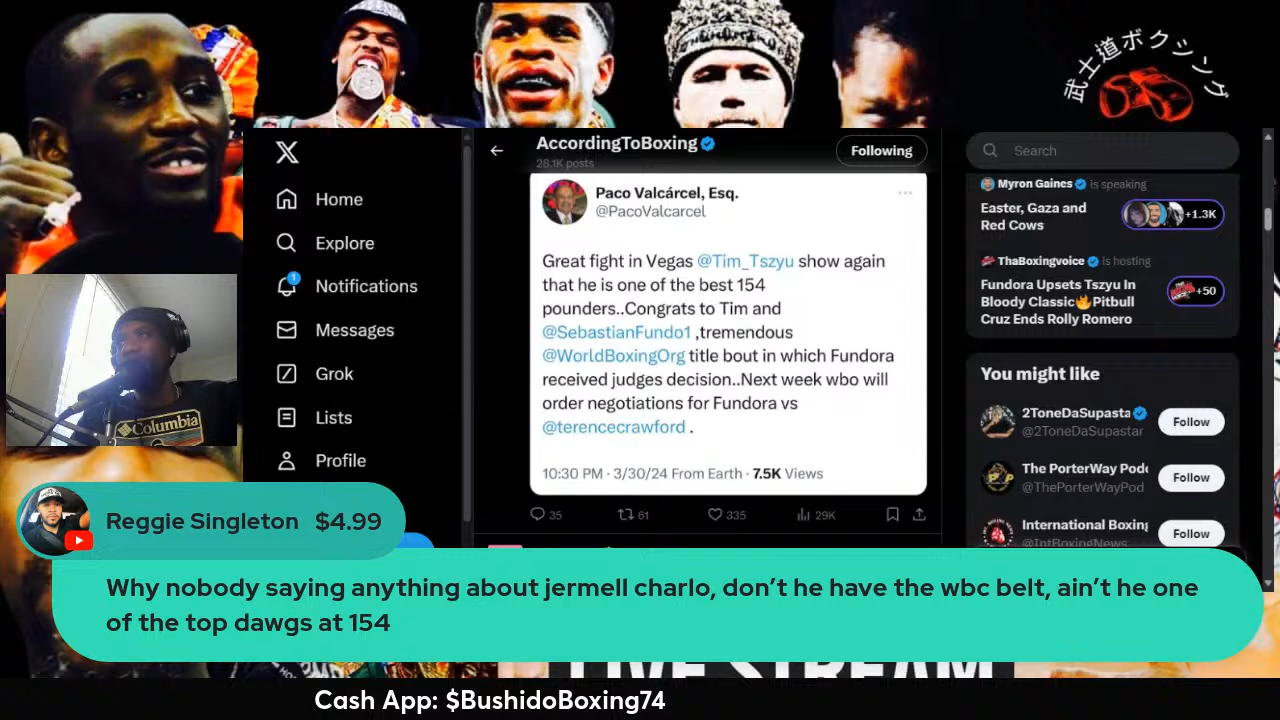 武士道ボクシング
X
AccordingToBoxing
28.1K posts
Following
Search
Home
Explore
1
Notifications
Messages
Grok
Lists
Profile
Paco Valcárcel, Esq.
@PacoValcarcel
Great fight in Vegas @Tim_Tszyu show again
that he is one of the best 154
pounders..Congrats to Tim and
@SebastianFundo1 ,tremendous
@WorldBoxingOrg title bout in which Fundora
received judges decision..Next week wbo will
order negotiations for Fundora vs
@terencecrawford .
10:30 PM · 3/30/24 From Earth · 7.5K Views
35 61 335 29K
Myron Gaines is speaking
Easter, Gaza and
Red Cows
+1.3K
ThaBoxingvoice is hosting
Fundora Upsets Tszyu In
Bloody Classic🔥Pitbull
Cruz Ends Rolly Romero
+50
You might like
2ToneDaSupasta
@2ToneDaSupastar
Follow
The PorterWay Podc
@ThePorterWayPod
Follow
International Boxing
@IntBoxingNews
Follow
Columbia
Reggie Singleton $4.99
Why nobody saying anything about jermell charlo, don’t he have the wbc belt, ain’t he one
of the top dawgs at 154
LIVE STREAM
Cash App: $BushidoBoxing74